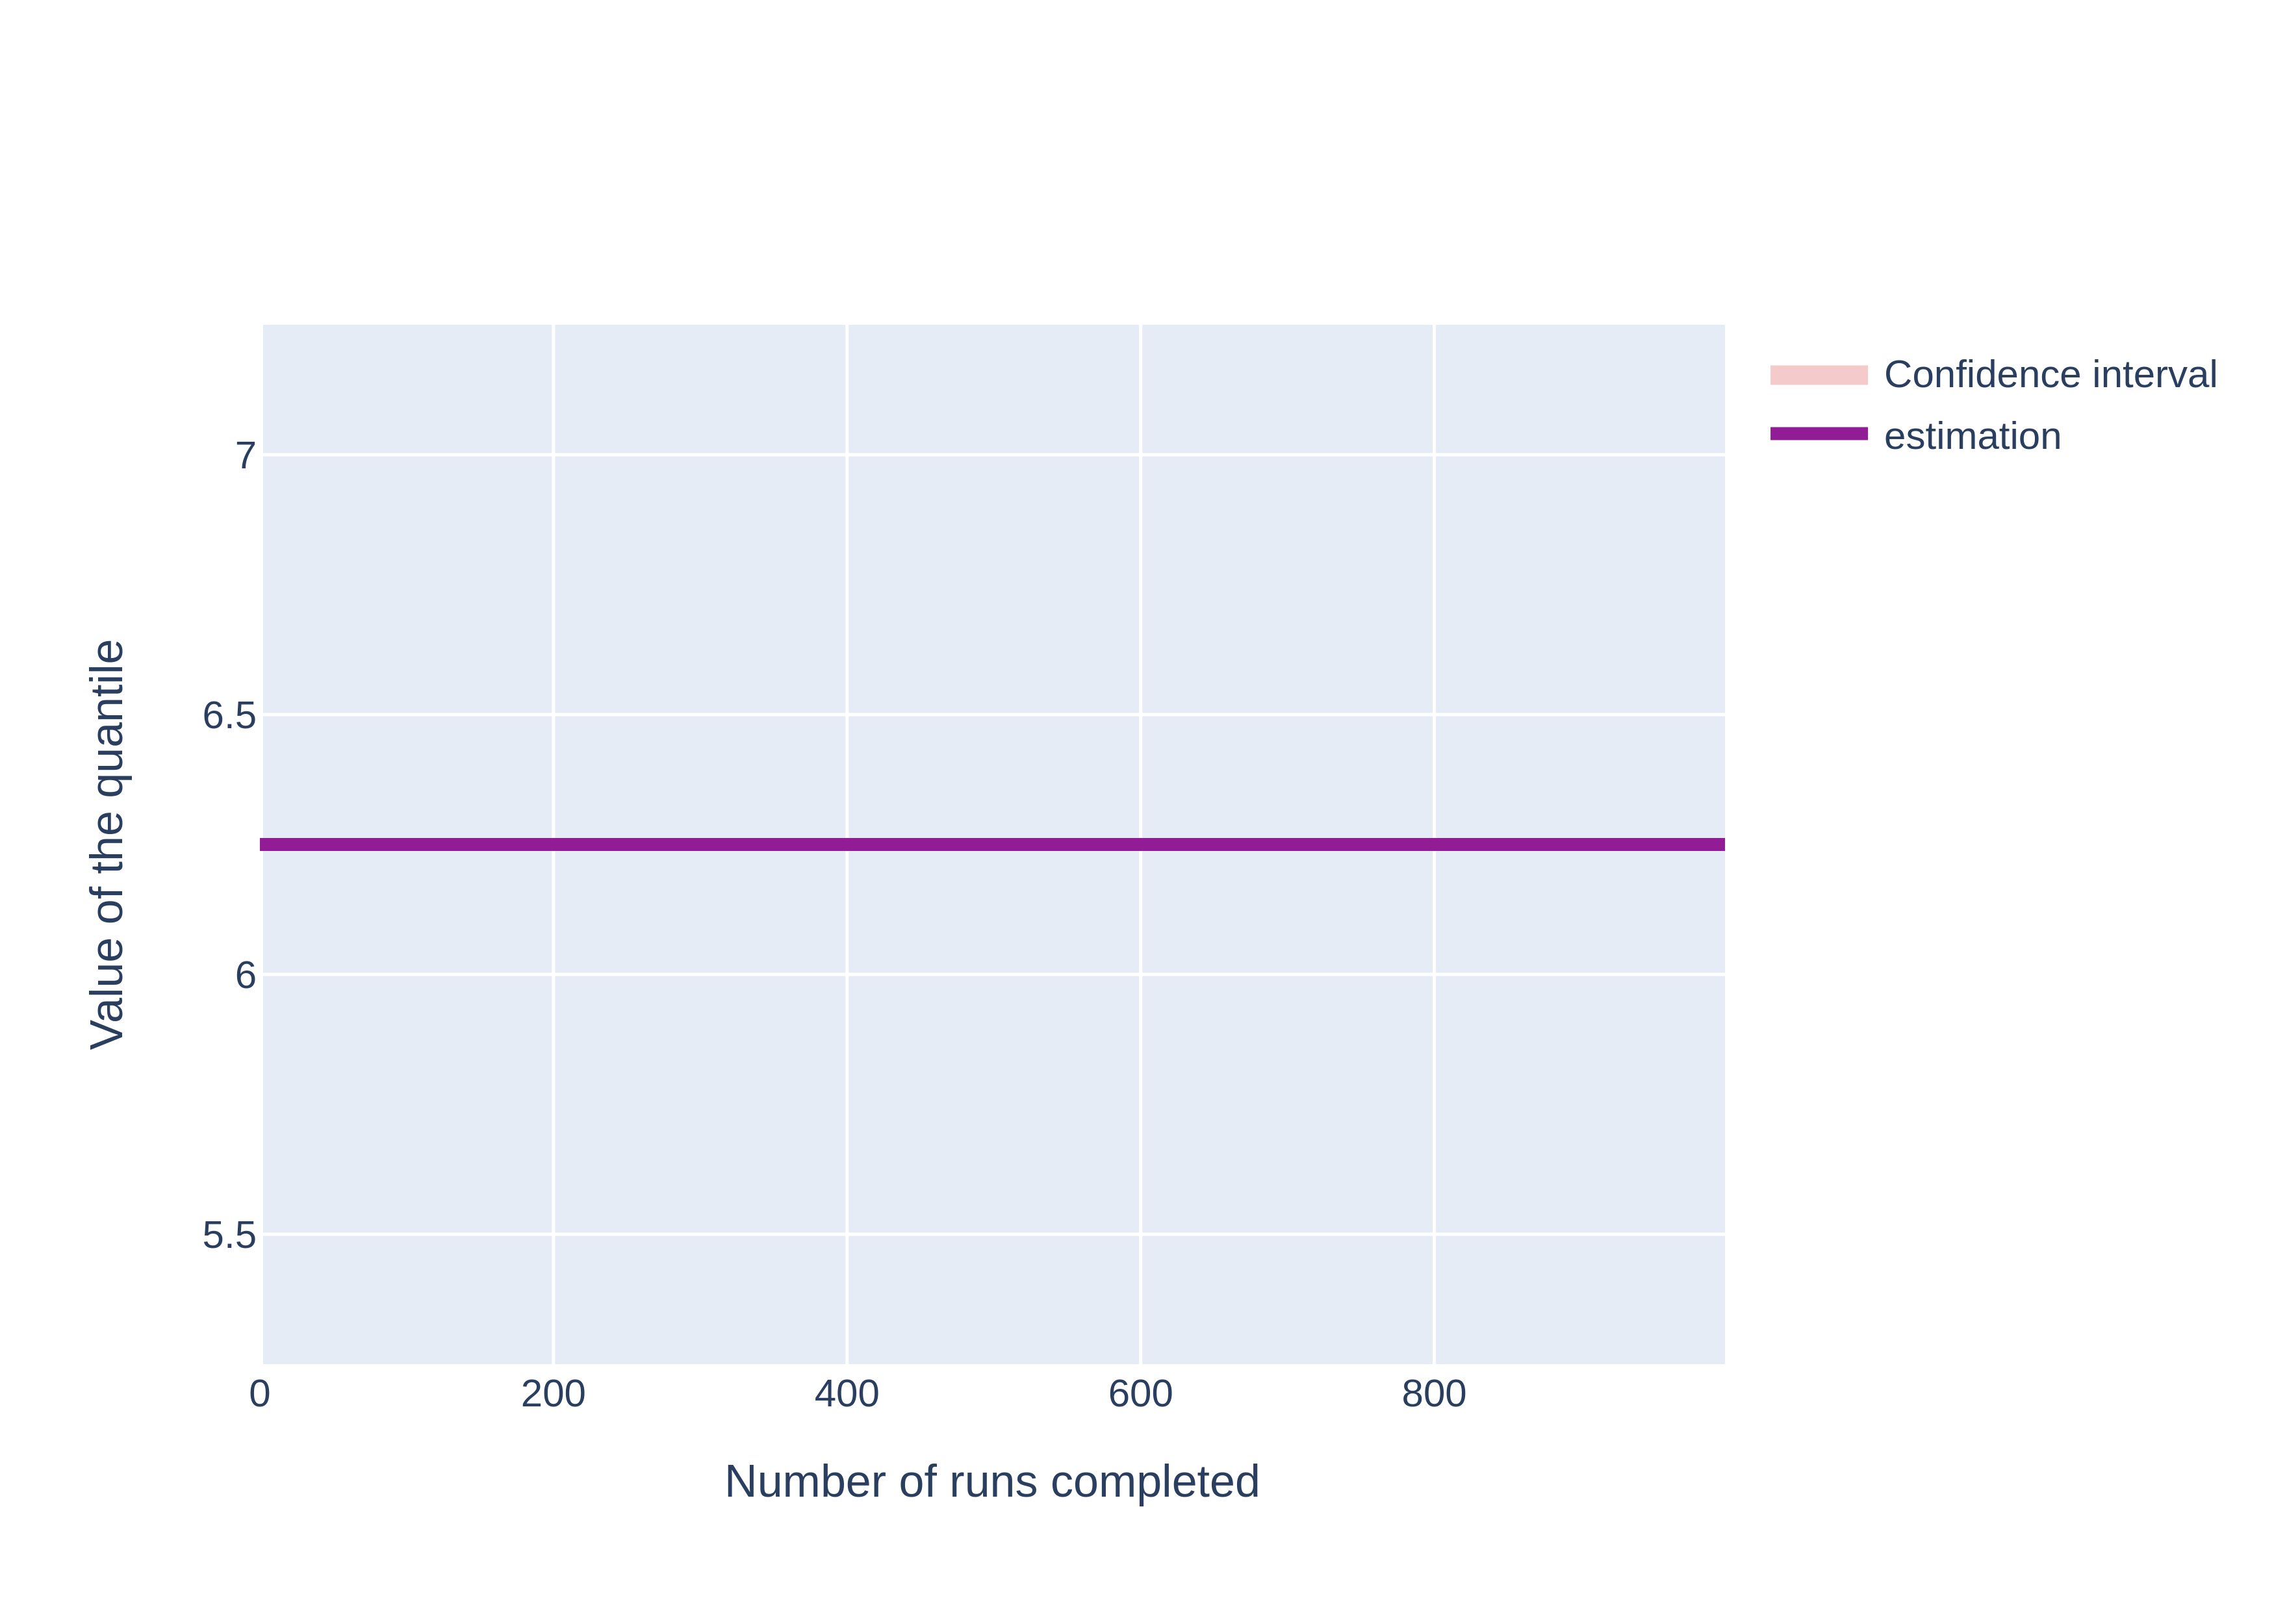 Confidence interval
estimation
7
6.5
6
5.5
Value of the quantile
0
200
400
600
800
Number of runs completed